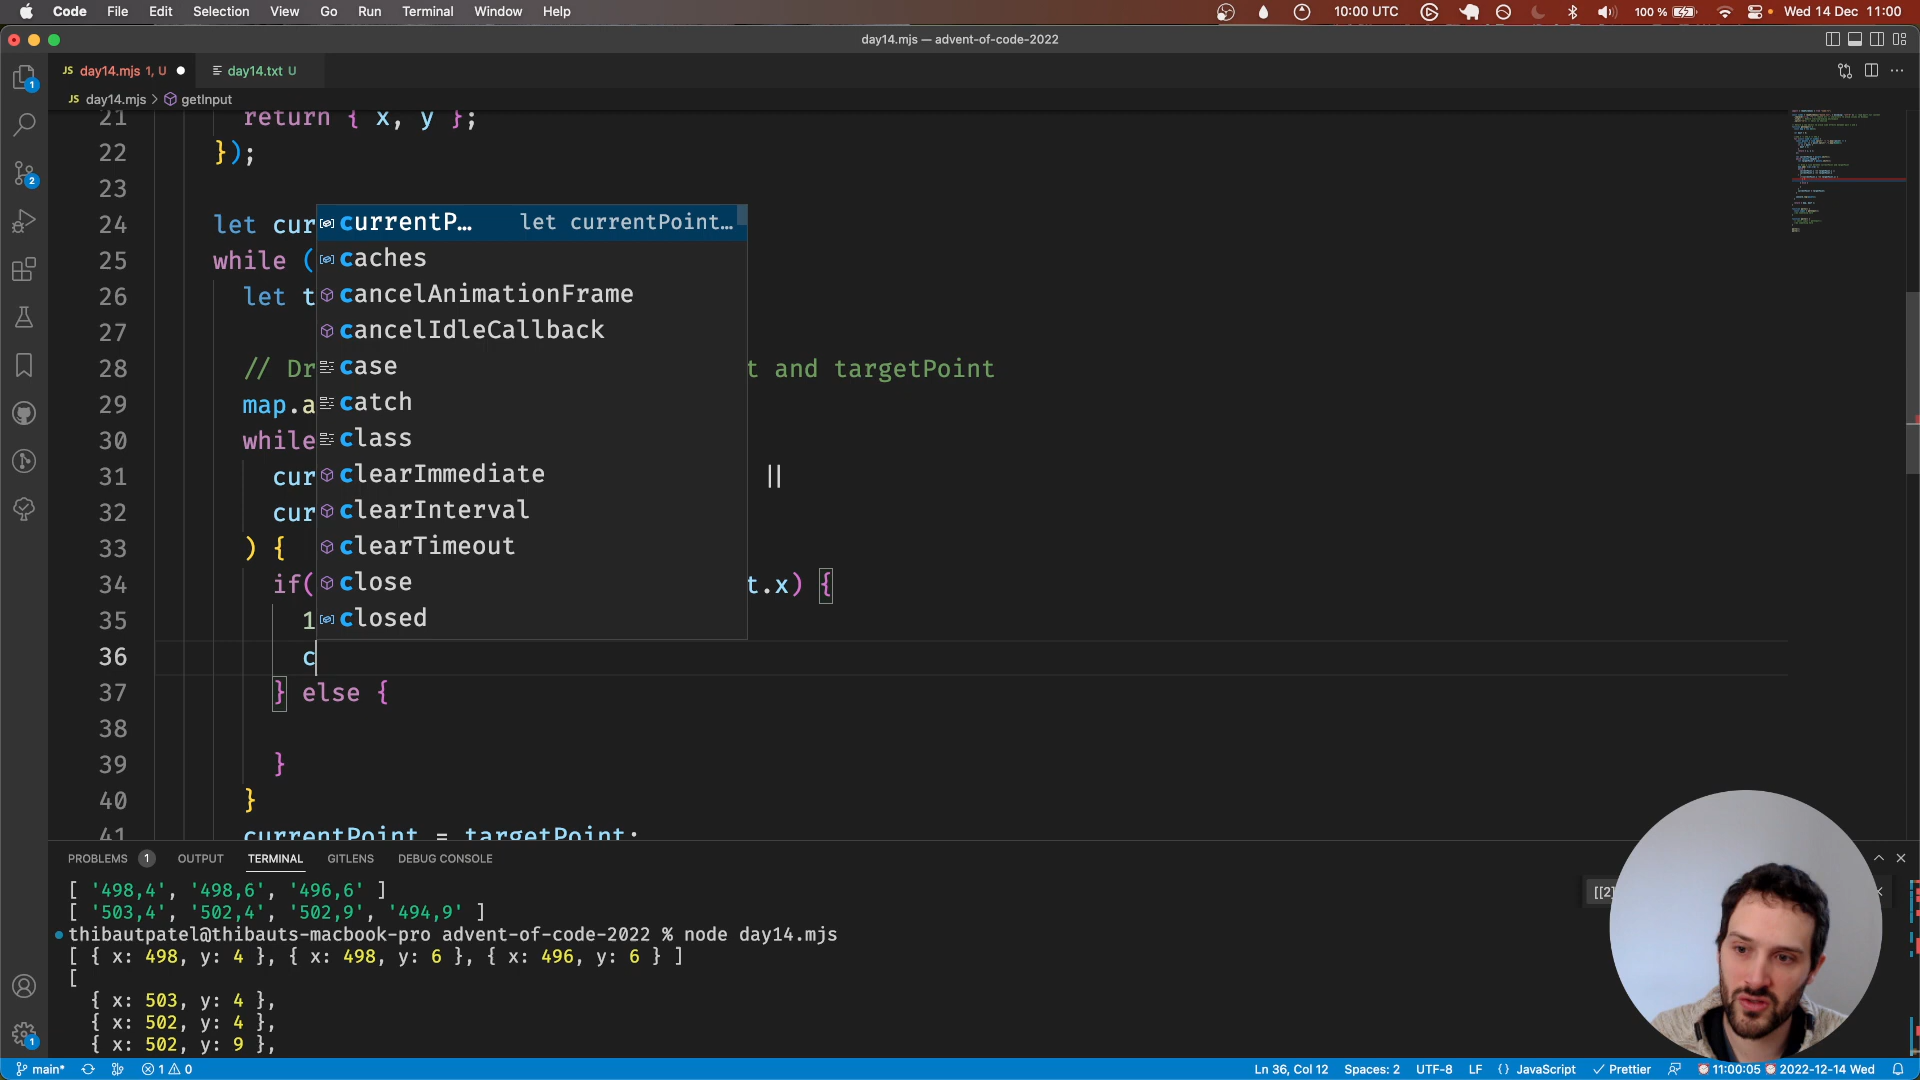 Code File Edit Selection View Go Run Terminal Window Help 10:00 UTC 100 % Wed 14 Dec 11:00
day14.mjs — advent-of-code-2022
JS day14.mjs 1, U day14.txt U
JS day14.mjs > getInput
21 return { x, y };
22 });
23
24 let cur
25 while (
26 let t
27
28 // Dr t and targetPoint
29 map.a
30 while
31 cur ||
32 cur
33 ) {
34 if( t.x) {
35 1
36 c
37 } else {
38
39 }
40 }
41 currentPoint = targetPoint;
currentP… let currentPoint…
caches
cancelAnimationFrame
cancelIdleCallback
case
catch
class
clearImmediate
clearInterval
clearTimeout
close
closed
1
2
1
PROBLEMS 1 OUTPUT TERMINAL GITLENS DEBUG CONSOLE
[ '498,4', '498,6', '496,6' ]
[[2]
[ '503,4', '502,4', '502,9', '494,9' ]
thibautpatel@thibauts-macbook-pro advent-of-code-2022 % node day14.mjs
[ { x: 498, y: 4 }, { x: 498, y: 6 }, { x: 496, y: 6 } ]
[
{ x: 503, y: 4 },
{ x: 502, y: 4 },
{ x: 502, y: 9 },
main* 1 0 Ln 36, Col 12 Spaces: 2 UTF-8 LF {} JavaScript Prettier 11:00:05 2022-12-14 Wed